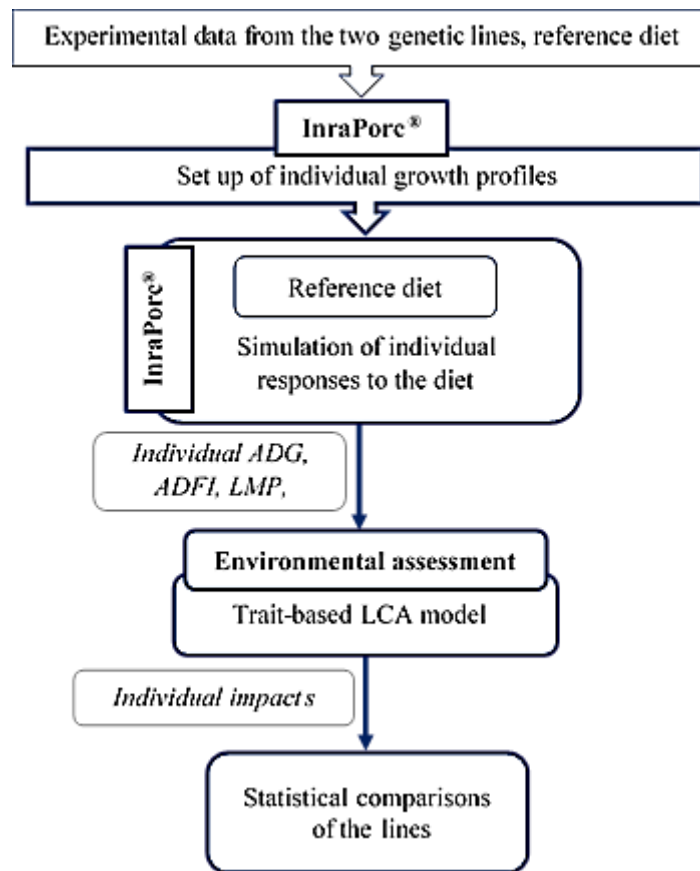 Experimental data from the two genetic lines, reference diet
InraPorc®
Set up of individual growth profiles
InraPorc®
Reference diet
Simulation of individual
responses to the diet
Individual ADG,
ADFI, LMP,
Environmental assessment
Trait-based LCA model
Individual impacts
Statistical comparisons
of the lines